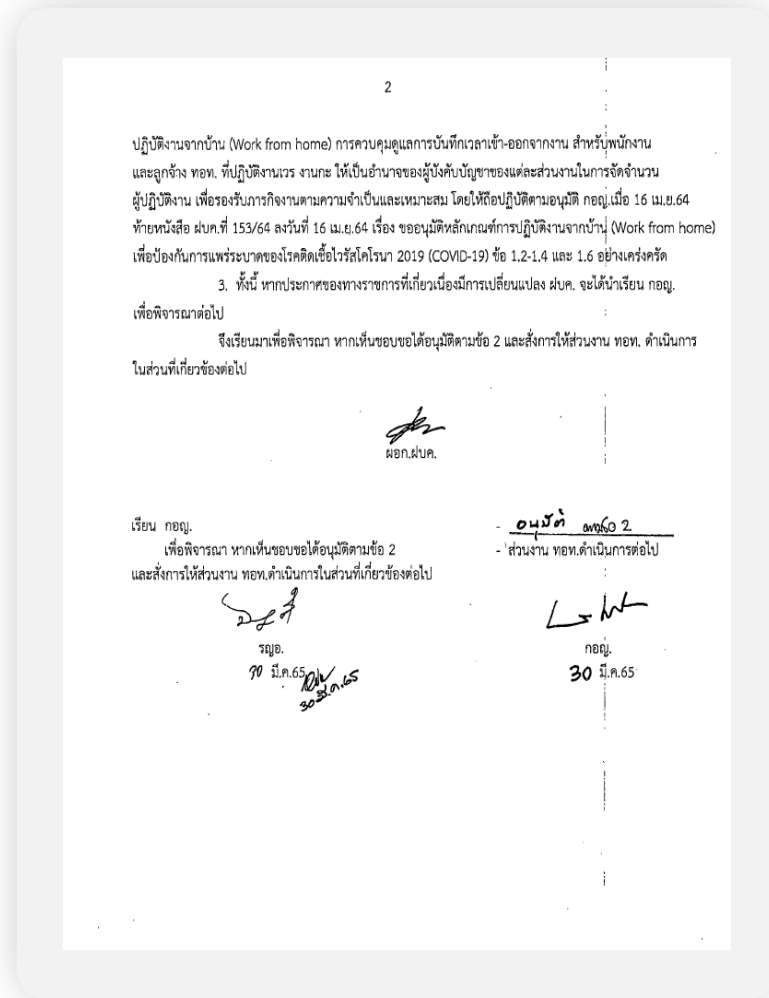 2
ปฏิบัติงานจากบ้าน (Work from home) การควบคุมดูแลการบันทึกเวลาเข้า-ออกจากงาน สำหรับพนักงาน
และลูกจ้าง ทอท. ที่ปฏิบัติงานเวร งานกะ ให้เป็นอำนาจของผู้บังคับบัญชาของแต่ละส่วนงานในการจัดจำนวน
ผู้ปฏิบัติงาน เพื่อรองรับภารกิจงานตามความจำเป็นและเหมาะสม โดยให้ถือปฏิบัติตามอนุมัติ กอญ.เมื่อ 16 เม.ย.64
ท้ายหนังสือ ฝบค.ที่ 153/64 ลงวันที่ 16 เม.ย.64 เรื่อง ขออนุมัติหลักเกณฑ์การปฏิบัติงานจากบ้าน (Work from home)
เพื่อป้องกันการแพร่ระบาดของโรคติดเชื้อไวรัสโคโรนา 2019 (COVID-19) ข้อ 1.2-1.4 และ 1.6 อย่างเคร่งครัด
3. ทั้งนี้ หากประกาศของทางราชการที่เกี่ยวเนื่องมีการเปลี่ยนแปลง ฝบค. จะได้นำเรียน กอญ.
เพื่อพิจารณาต่อไป
จึงเรียนมาเพื่อพิจารณา หากเห็นชอบขอได้อนุมัติตามข้อ 2 และสั่งการให้ส่วนงาน ทอท. ดำเนินการ
ในส่วนที่เกี่ยวข้องต่อไป
ผอก.ฝบค.
เรียน กอญ.
เพื่อพิจารณา หากเห็นชอบขอได้อนุมัติตามข้อ 2
และสั่งการให้ส่วนงาน ทอท.ดำเนินการในส่วนที่เกี่ยวข้องต่อไป
รญอ.
30 มี.ค.65
30 มี.ค.65
- อนุมัติ ตามข้อ 2
- ส่วนงาน ทอท.ดำเนินการต่อไป
กอญ.
30 มี.ค.65